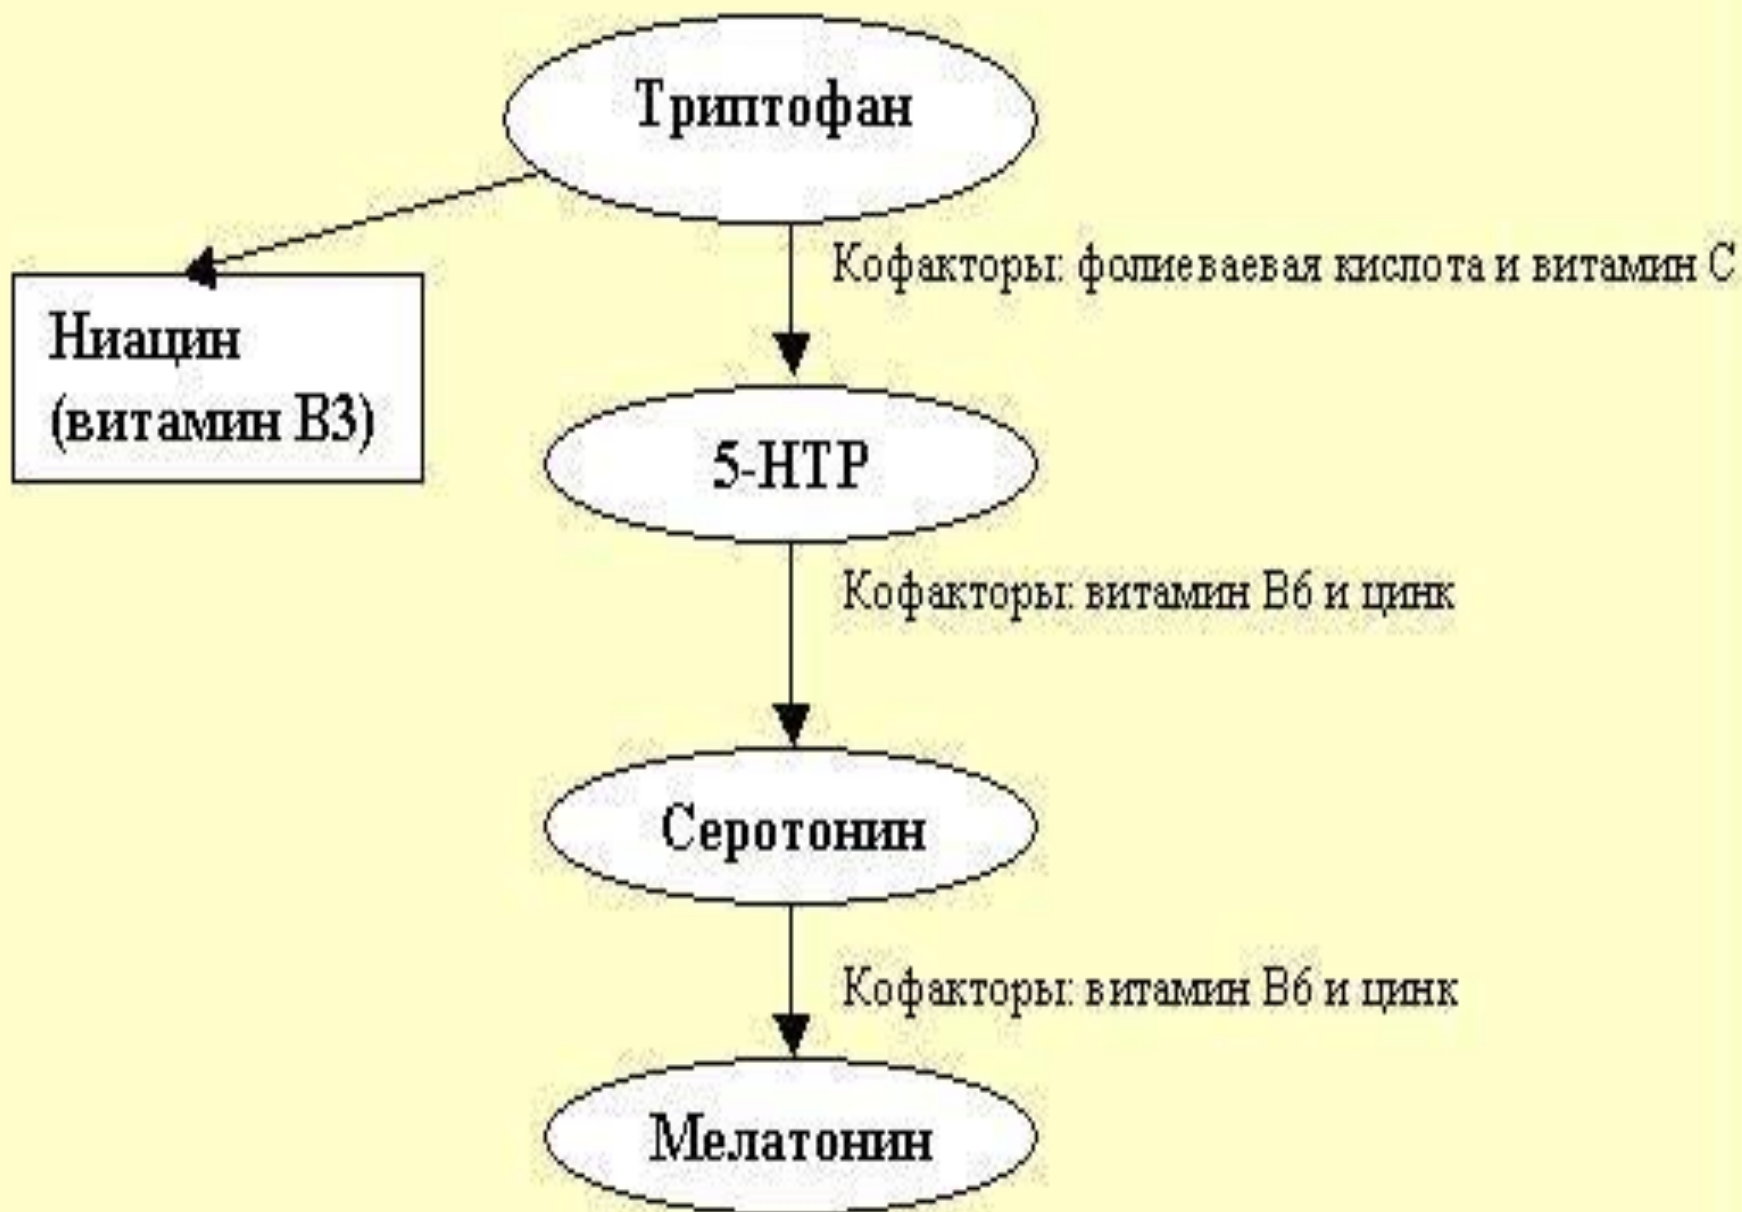 Триптофан
Кофакторы: фолиеваевая кислота и витамин С
Ниацин
(витамин В3)
5-НТР
Кофакторы: витамин В6 и цинк
Серотонин
Кофакторы: витамин В6 и цинк
Мелатонин